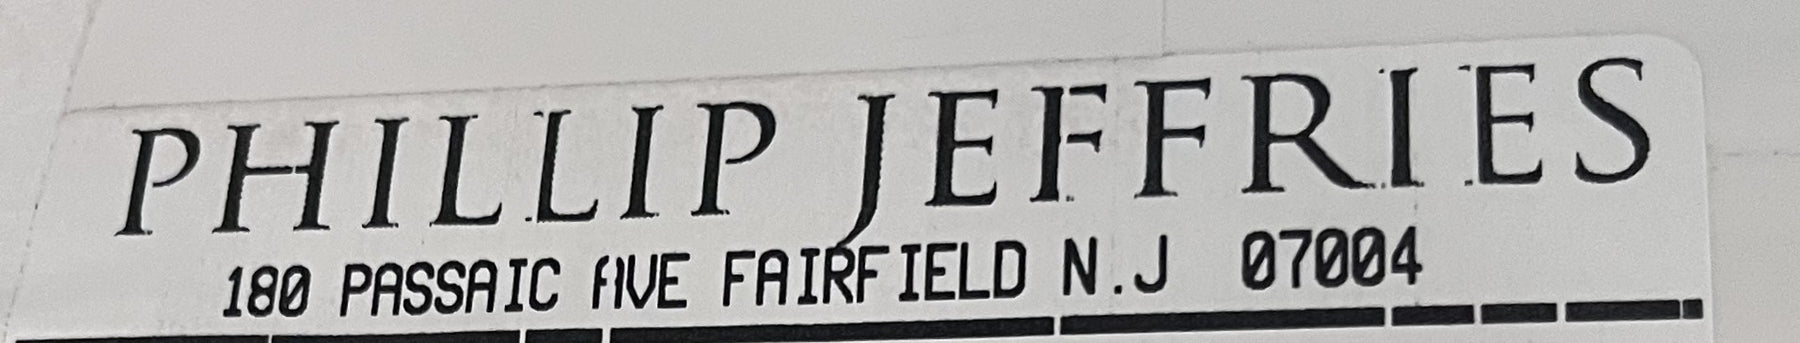 PHILLIP JEFFRIES
180 PASSAIC AVE FAIRFIELD N.J 07004